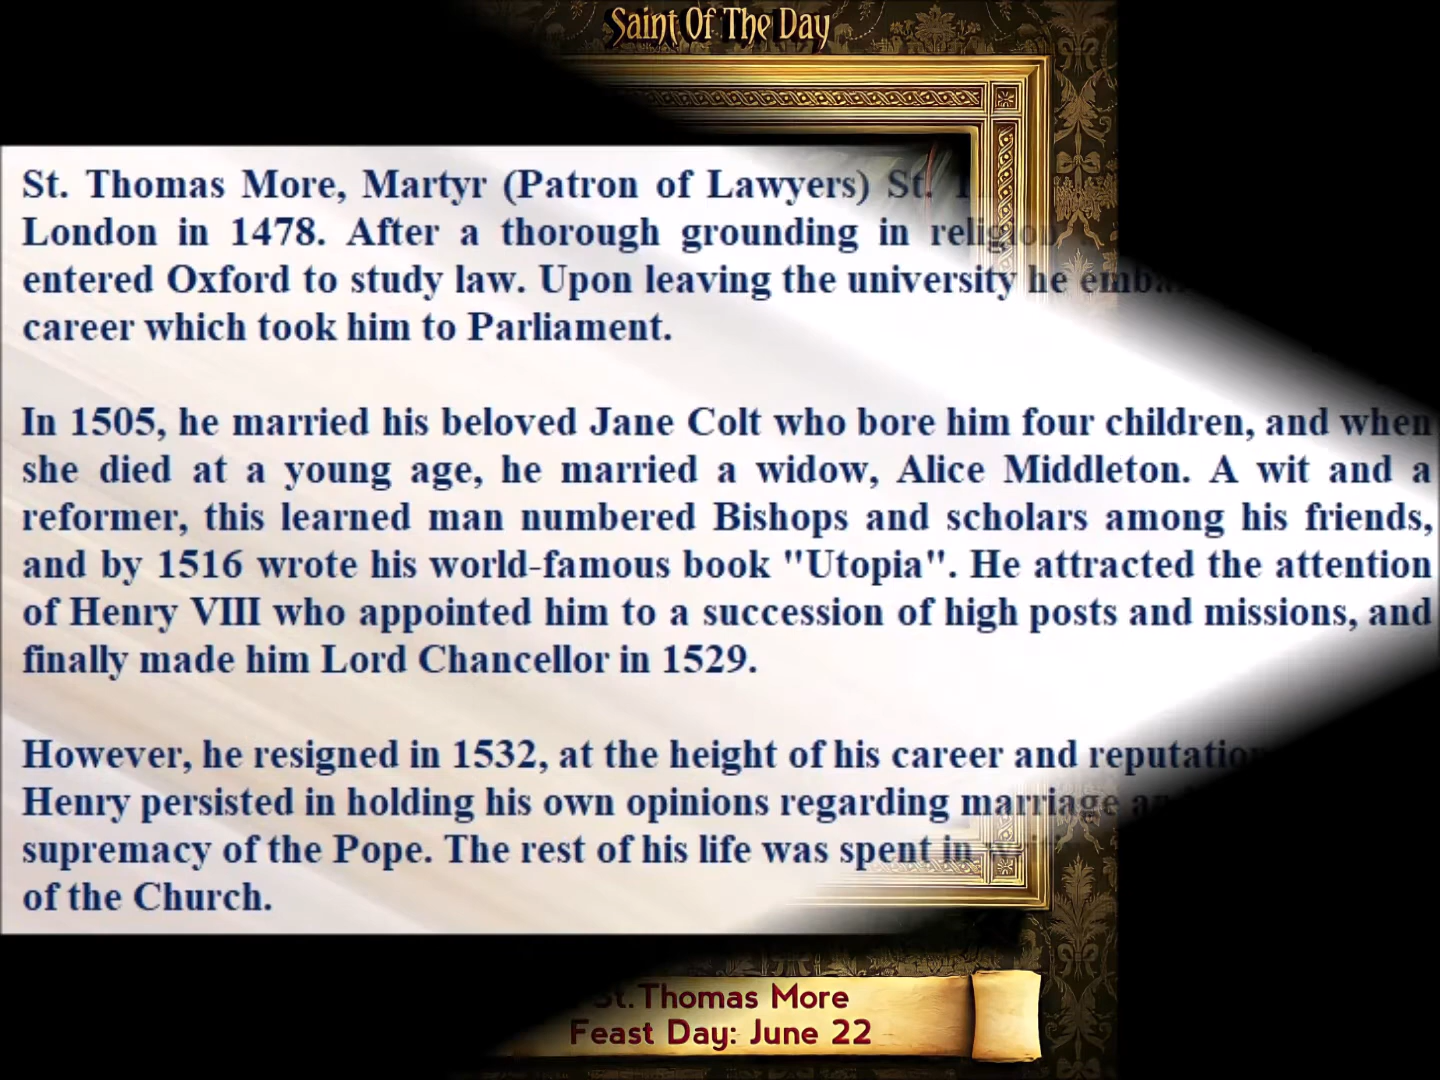 Saint Of The Day
St. Thomas More, Martyr (Patron of Lawyers) St.
London in 1478. After a thorough grounding in religion
entered Oxford to study law. Upon leaving the university he
career which took him to Parliament.
In 1505, he married his beloved Jane Colt who bore him four children, and when
she died at a young age, he married a widow, Alice Middleton. A wit and a
reformer, this learned man numbered Bishops and scholars among his friends,
and by 1516 wrote his world-famous book "Utopia". He attracted the attention
of Henry VIII who appointed him to a succession of high posts and missions, and
finally made him Lord Chancellor in 1529.
However, he resigned in 1532, at the height of his career and reputation
Henry persisted in holding his own opinions regarding marriage
supremacy of the Pope. The rest of his life was spent in
of the Church.
St. Thomas More
Feast Day: June 22